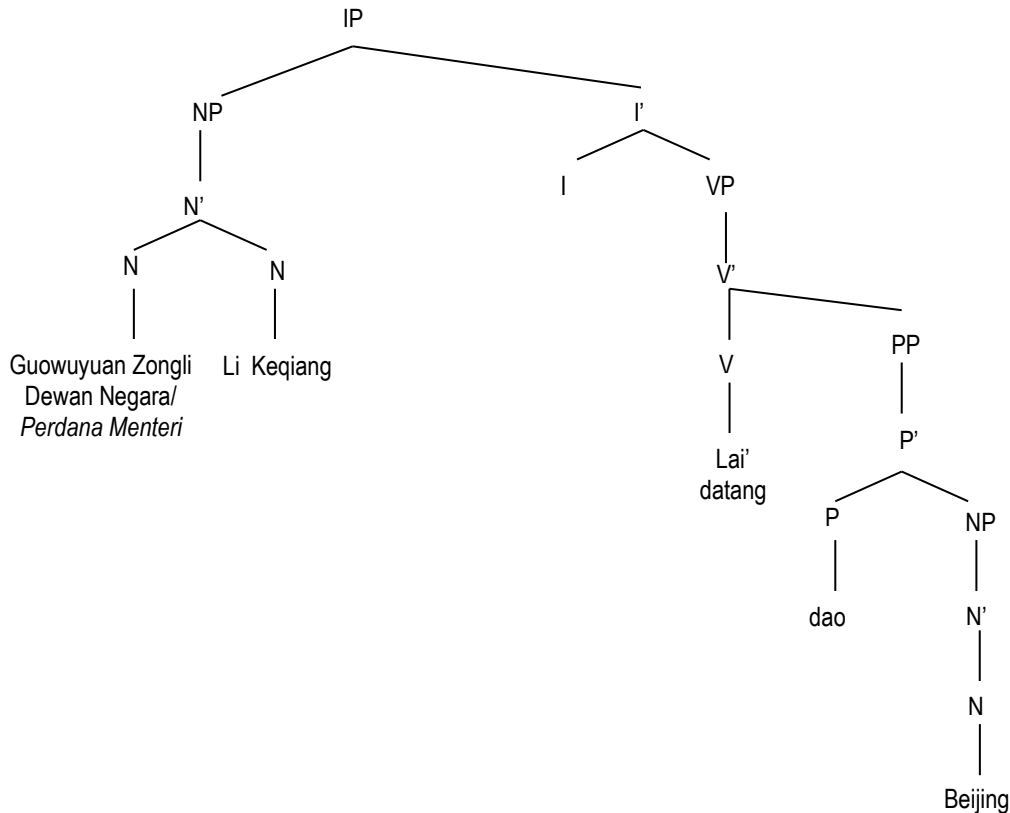 IP
NP I’
I VP
N’
N N
V’
Guowuyuan Zongli Li Keqiang
Dewan Negara/
Perdana Menteri
V PP
P’
Lai’
datang
P NP
dao N’
N
Beijing